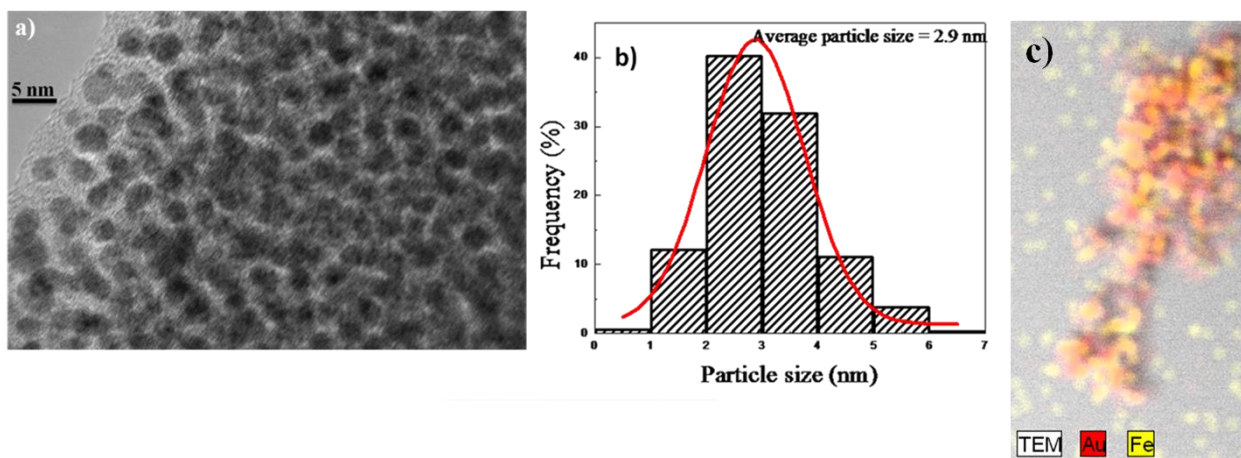 a)
5 nm
b)
Average particle size = 2.9 nm
Frequency (%)
40
30
20
10
0
0 1 2 3 4 5 6 7
Particle size (nm)
c)
TEM Au Fe